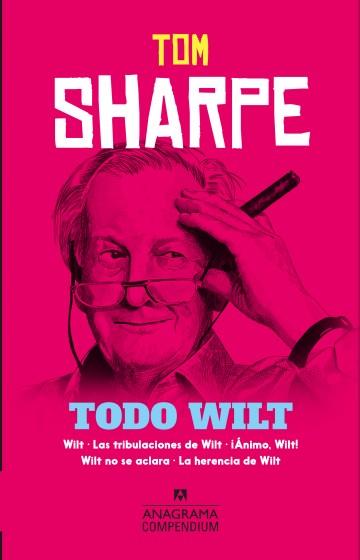 TOM
SHARPE
TODO WILT
Wilt · Las tribulaciones de Wilt · ¡Ánimo, Wilt!
Wilt no se aclara · La herencia de Wilt
ANAGRAMA
COMPENDIUM